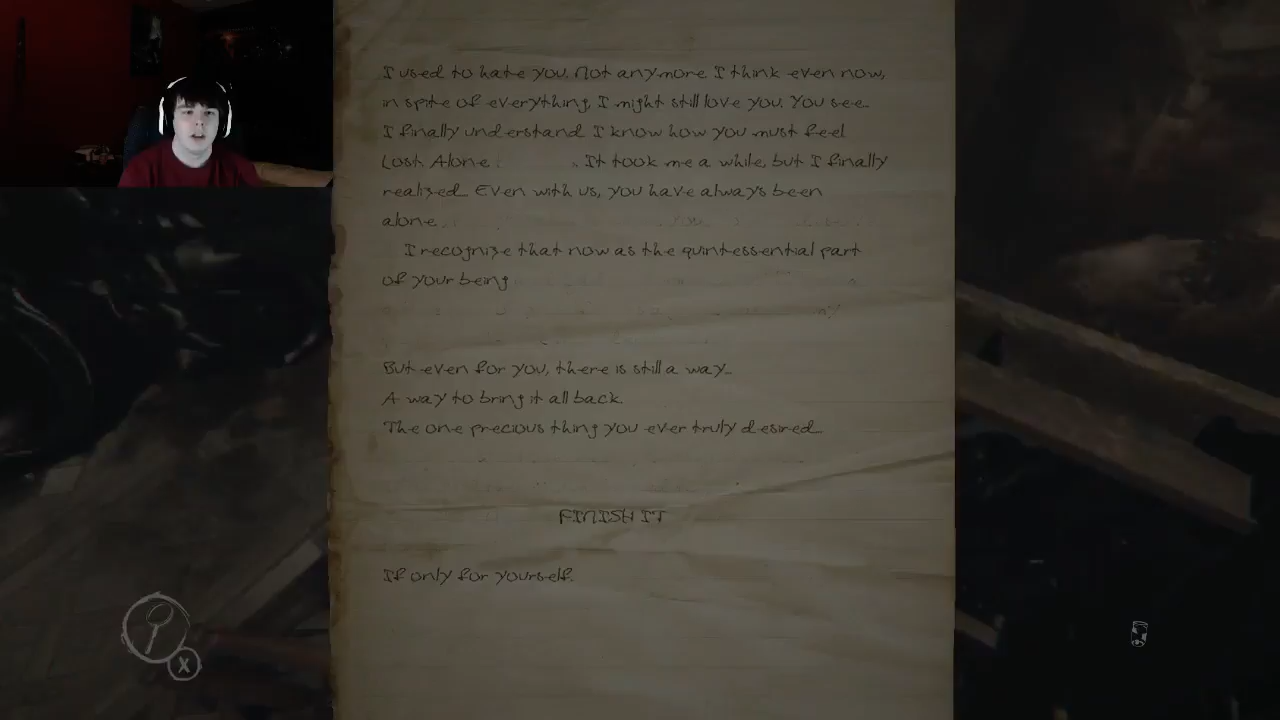 I used to hate you. Not anymore I think even now,
in spite of everything, I might still love you. You see..
I finally understand I know how you must feel
Lost. Alone . It took me a while, but I finally
realized. Even with us, you have always been
alone.
I recognize that now as the quintessential part
of your being
But even for you, there is still a way..
A way to bring it all back.
The one precious thing you ever truly desired...
FINISH IT
If only for yourself.
X